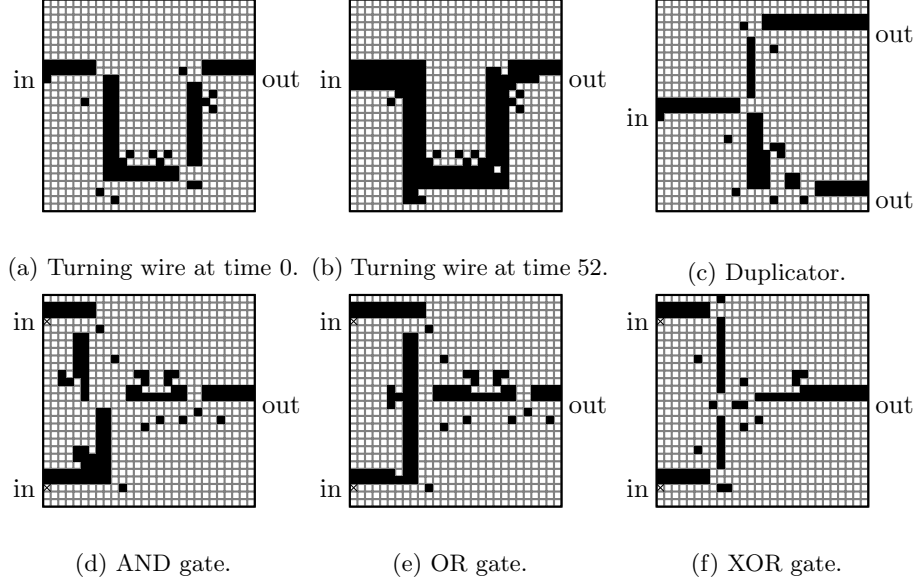 in
out
in
out
in
out
out
(a) Turning wire at time 0.
(b) Turning wire at time 52.
(c) Duplicator.
in
in
out
in
in
out
in
in
out
(d) AND gate.
(e) OR gate.
(f) XOR gate.